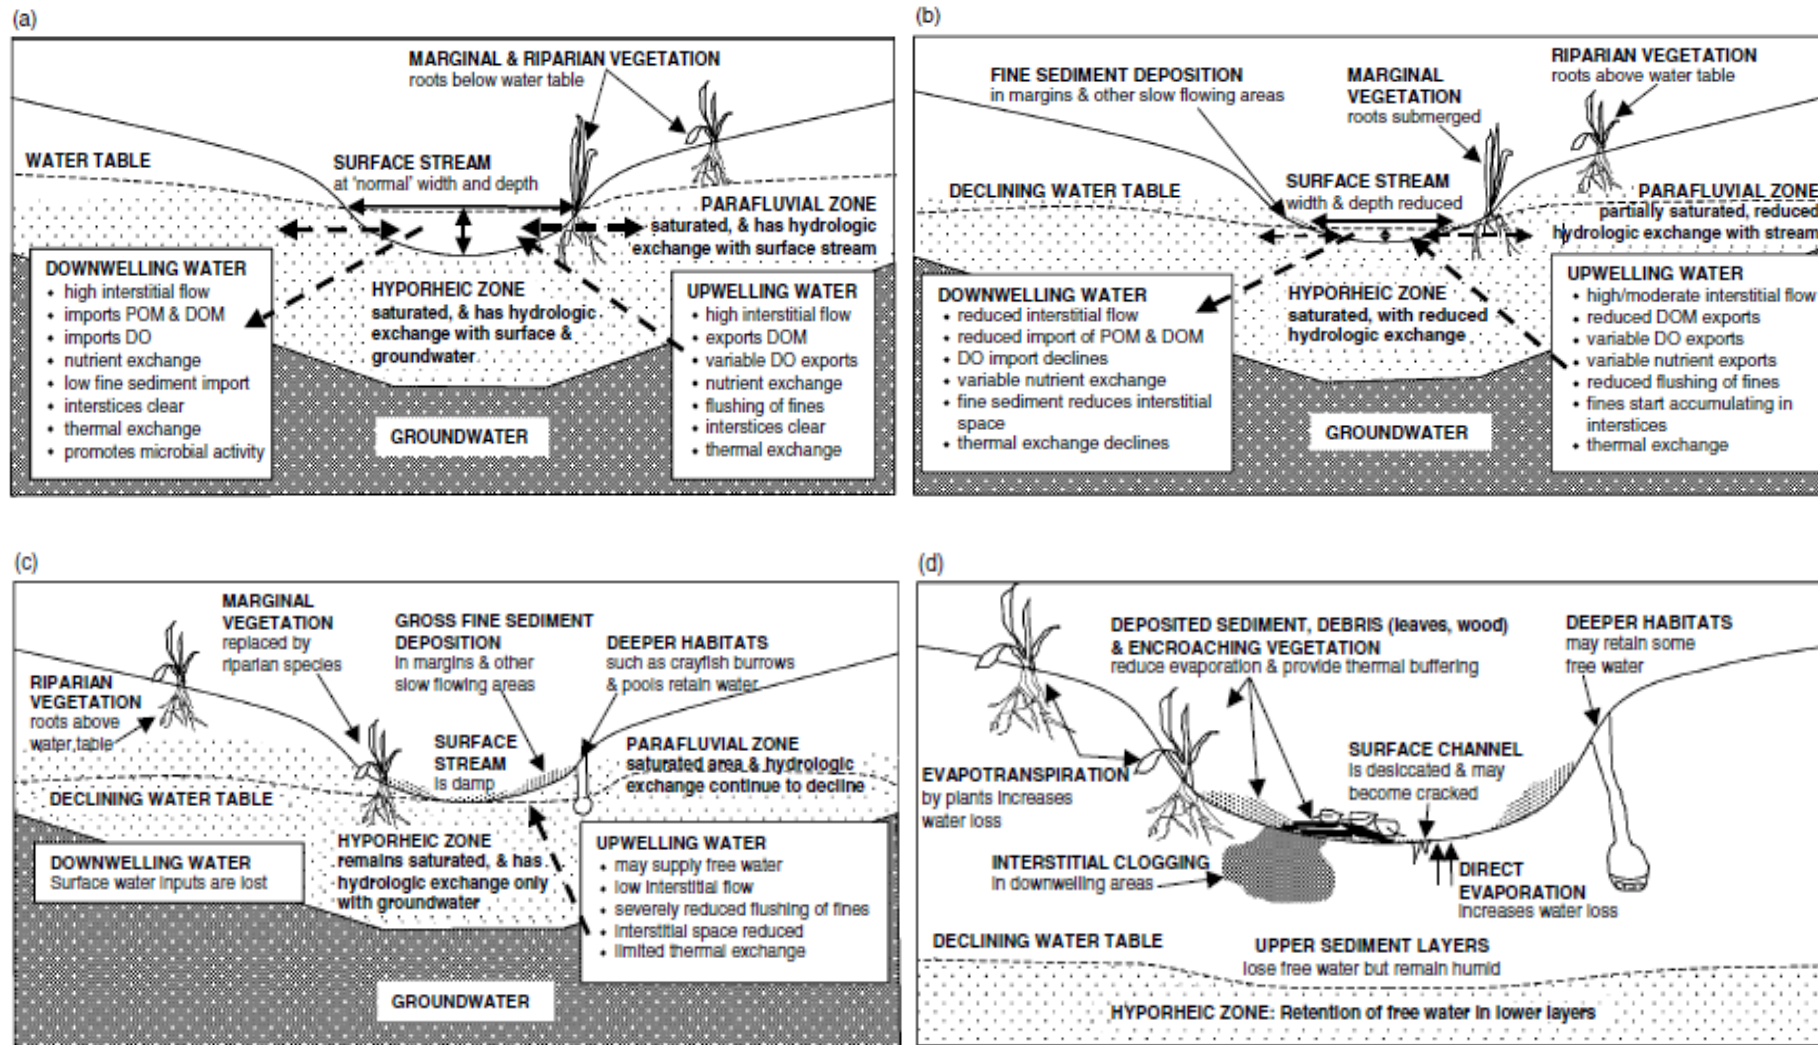 (a)
MARGINAL & RIPARIAN VEGETATION
roots below water table
WATER TABLE
SURFACE STREAM
at 'normal' width and depth
PARAFLUVIAL ZONE
saturated, & has hydrologic
exchange with surface stream
DOWNWELLING WATER
• high interstitial flow
• imports POM & DOM
• imports DO
• nutrient exchange
• low fine sediment import
• interstices clear
• thermal exchange
• promotes microbial activity
HYPORHEIC ZONE
saturated, & has hydrologic
exchange with surface &
groundwater
UPWELLING WATER
• high interstitial flow
• exports DOM
• variable DO exports
• nutrient exchange
• flushing of fines
• interstices clear
• thermal exchange
GROUNDWATER
(b)
FINE SEDIMENT DEPOSITION
in margins & other slow flowing areas
MARGINAL
VEGETATION
roots submerged
RIPARIAN VEGETATION
roots above water table
DECLINING WATER TABLE
SURFACE STREAM
width & depth reduced
PARAFLUVIAL ZONE
partially saturated, reduced
hydrologic exchange with stream
DOWNWELLING WATER
• reduced interstitial flow
• reduced import of POM & DOM
• DO import declines
• variable nutrient exchange
• fine sediment reduces interstitial
space
• thermal exchange declines
HYPORHEIC ZONE
saturated, with reduced
hydrologic exchange
UPWELLING WATER
• high/moderate interstitial flow
• reduced DOM exports
• variable DO exports
• variable nutrient exports
• reduced flushing of fines
• fines start accumulating in
interstices
• thermal exchange
GROUNDWATER
(c)
MARGINAL
VEGETATION
replaced by
riparian species
GROSS FINE SEDIMENT
DEPOSITION
in margins & other
slow flowing areas
DEEPER HABITATS
such as crayfish burrows
& pools retain water
RIPARIAN
VEGETATION
roots above
water table
SURFACE
STREAM
is damp
PARAFLUVIAL ZONE
saturated area & hydrologic
exchange continue to decline
DECLINING WATER TABLE
DOWNWELLING WATER
Surface water inputs are lost
HYPORHEIC ZONE
remains saturated, & has
hydrologic exchange only
with groundwater
UPWELLING WATER
• may supply free water
• low interstitial flow
• severely reduced flushing of fines
• interstitial space reduced
• limited thermal exchange
GROUNDWATER
(d)
DEPOSITED SEDIMENT, DEBRIS (leaves, wood)
& ENCROACHING VEGETATION
reduce evaporation & provide thermal buffering
DEEPER HABITATS
may retain some
free water
EVAPOTRANSPIRATION
by plants increases
water loss
SURFACE CHANNEL
is desiccated & may
become cracked
INTERSTITIAL CLOGGING
in downwelling areas
DIRECT
EVAPORATION
increases water loss
DECLINING WATER TABLE
UPPER SEDIMENT LAYERS
lose free water but remain humid
HYPORHEIC ZONE: Retention of free water in lower layers